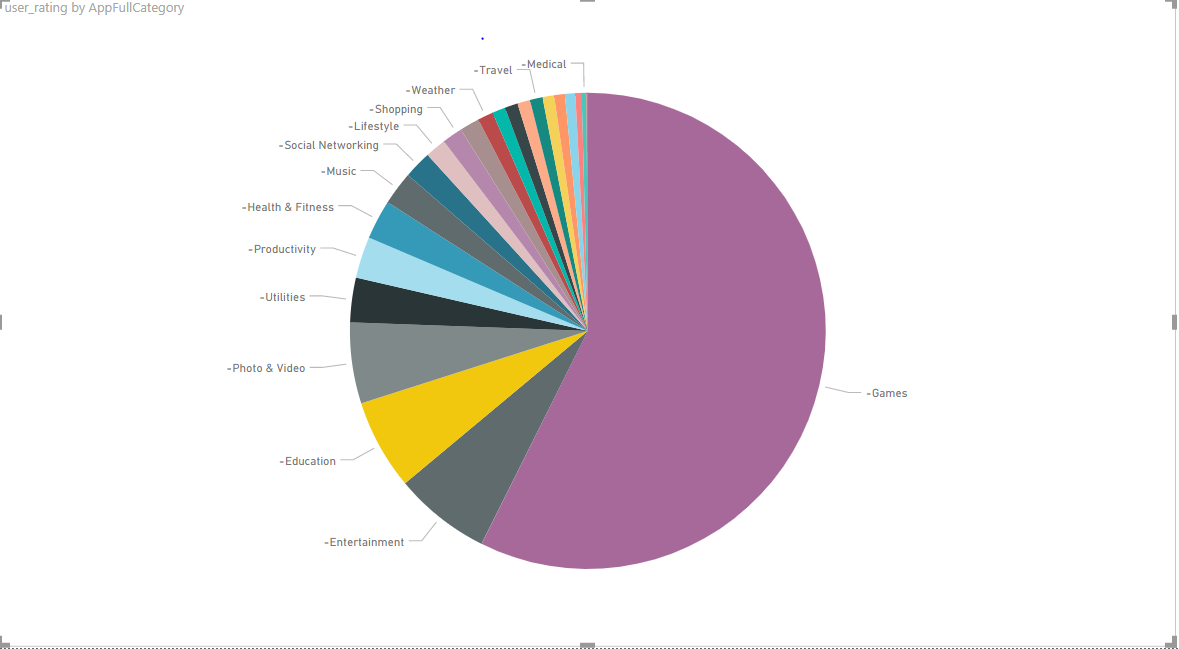 user_rating by AppFullCategory
-Medical
-Travel
-Weather
-Shopping
-Lifestyle
-Social Networking
-Music
-Health & Fitness
-Productivity
-Utilities
-Photo & Video
-Games
-Education
-Entertainment